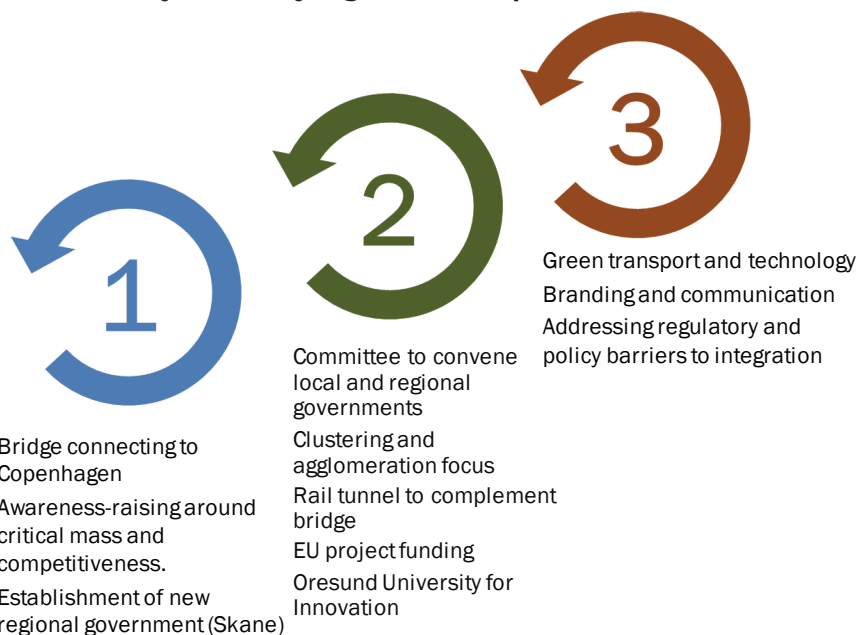 1
Bridge connecting to
Copenhagen
Awareness-raising around
critical mass and
competitiveness.
Establishment of new
regional government (Skane)
2
Committee to convene
local and regional
governments
Clustering and
agglomeration focus
Rail tunnel to complement
bridge
EU project funding
Oresund University for
Innovation
3
Green transport and technology
Branding and communication
Addressing regulatory and
policy barriers to integration